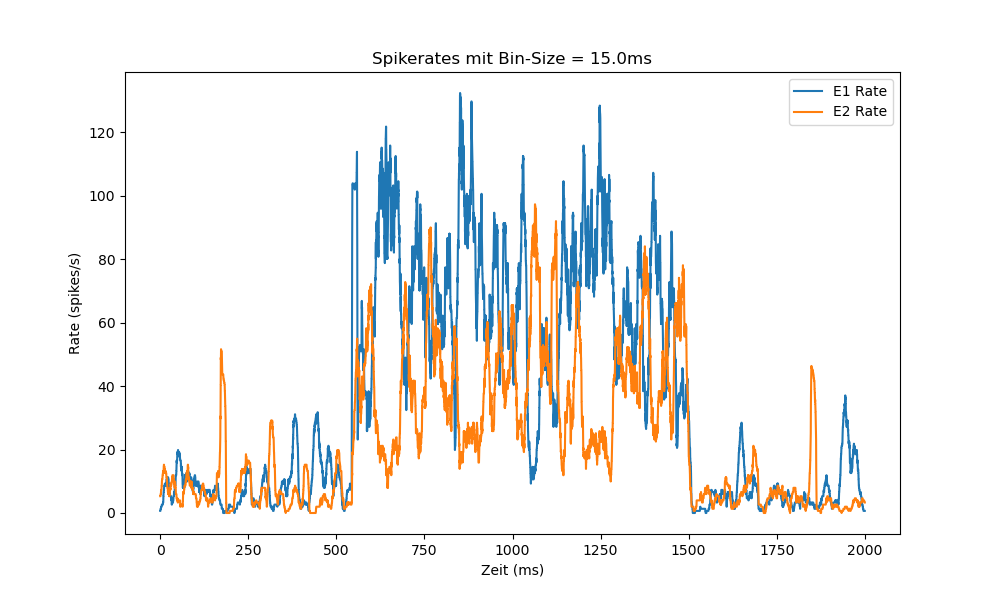 Spikerates mit Bin-Size = 15.0ms
E1 Rate
E2 Rate
Rate (spikes/s)
120
100
80
60
40
20
0
0 250 500 750 1000 1250 1500 1750 2000
Zeit (ms)